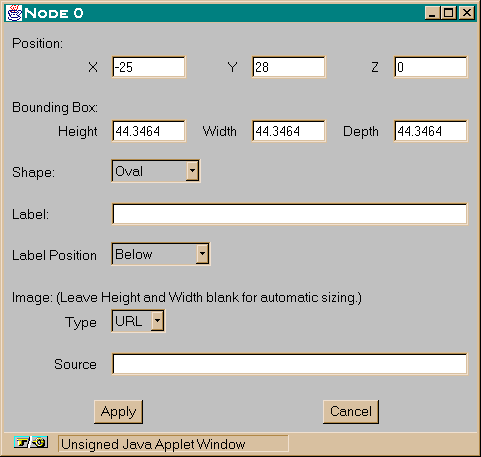 Node 0
Position:
X -25 Y 28 Z 0
Bounding Box:
Height 44.3464 Width 44.3464 Depth 44.3464
Shape: Oval
Label:
Label Position Below
Image: (Leave Height and Width blank for automatic sizing.)
Type URL
Source
Apply Cancel
Unsigned Java Applet Window